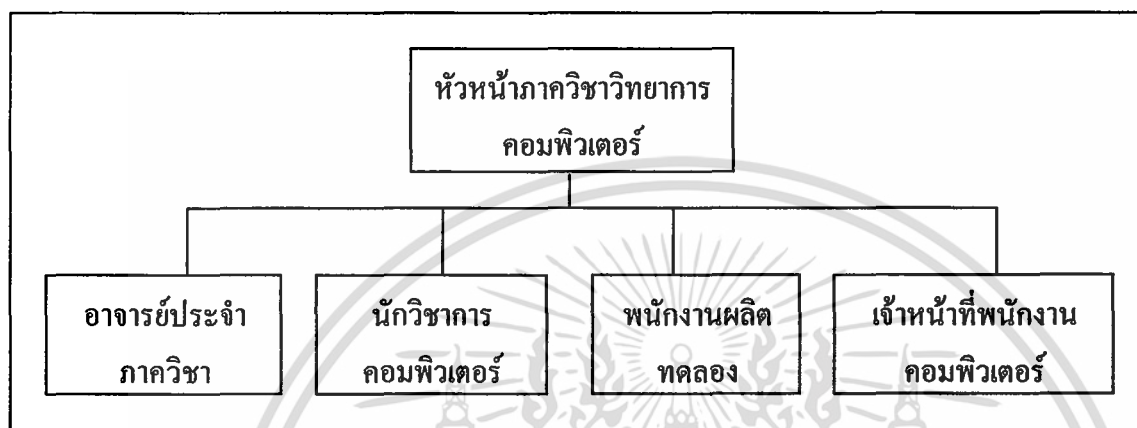 หัวหน้าภาควิชาวิทยาการ
คอมพิวเตอร์
อาจารย์ประจำ
ภาควิชา
นักวิชาการ
คอมพิวเตอร์
พนักงานผลิต
ทดลอง
เจ้าหน้าที่พนักงาน
คอมพิวเตอร์